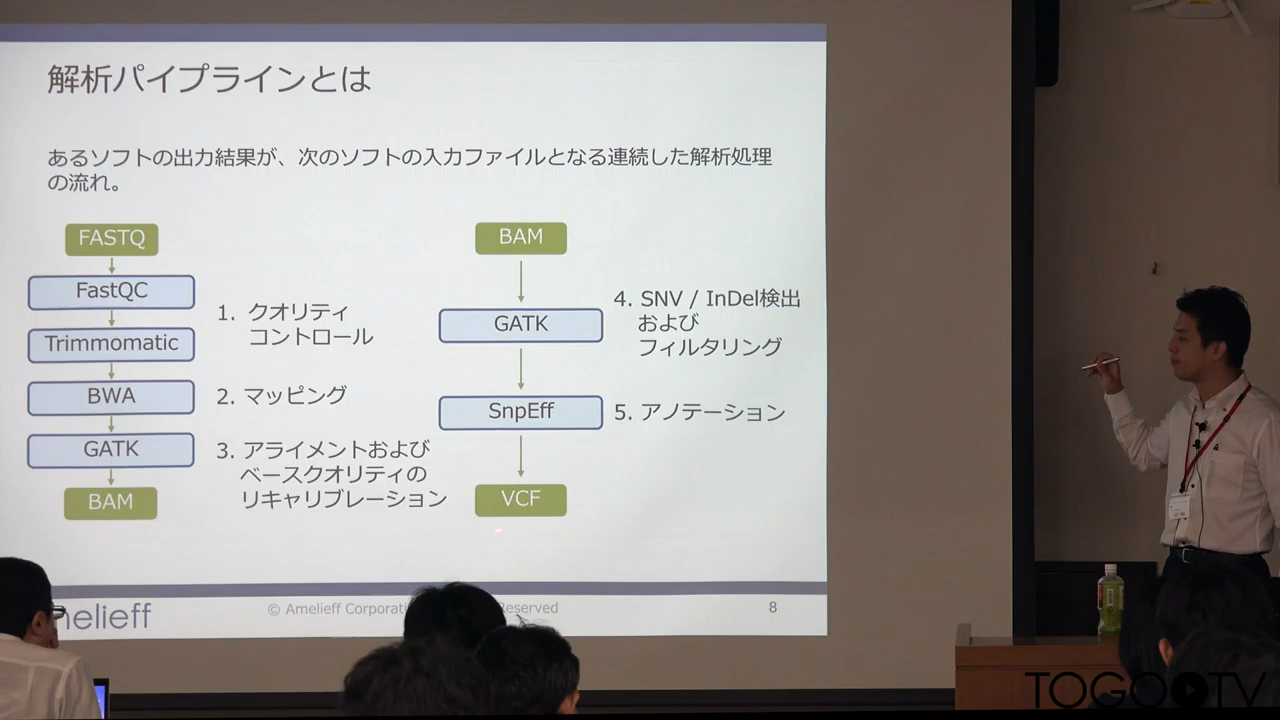 解析パイプラインとは
あるソフトの出力結果が、次のソフトの入力ファイルとなる連続した解析処理
の流れ。
FASTQ
FastQC
Trimmomatic
1. クオリティ
コントロール
BWA
2. マッピング
GATK
3. アライメントおよび
ベースクオリティの
リキャリブレーション
BAM
BAM
GATK
4. SNV / InDel検出
および
フィルタリング
SnpEff
5. アノテーション
VCF
melieff
© Amelieff Corporati Reserved
8
TOGOTV